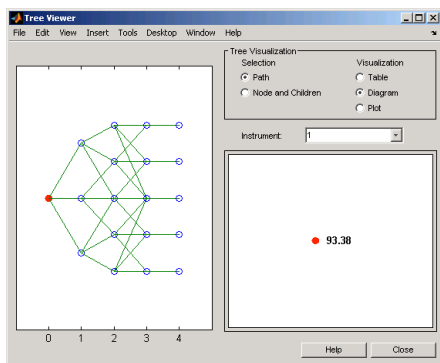 Tree Viewer
File Edit View Insert Tools Desktop Window Help
Tree Visualization
Selection Visualization
Path Table
Node and Children Diagram
Plot
Instrument: 1
93.38
0 1 2 3 4
Help Close